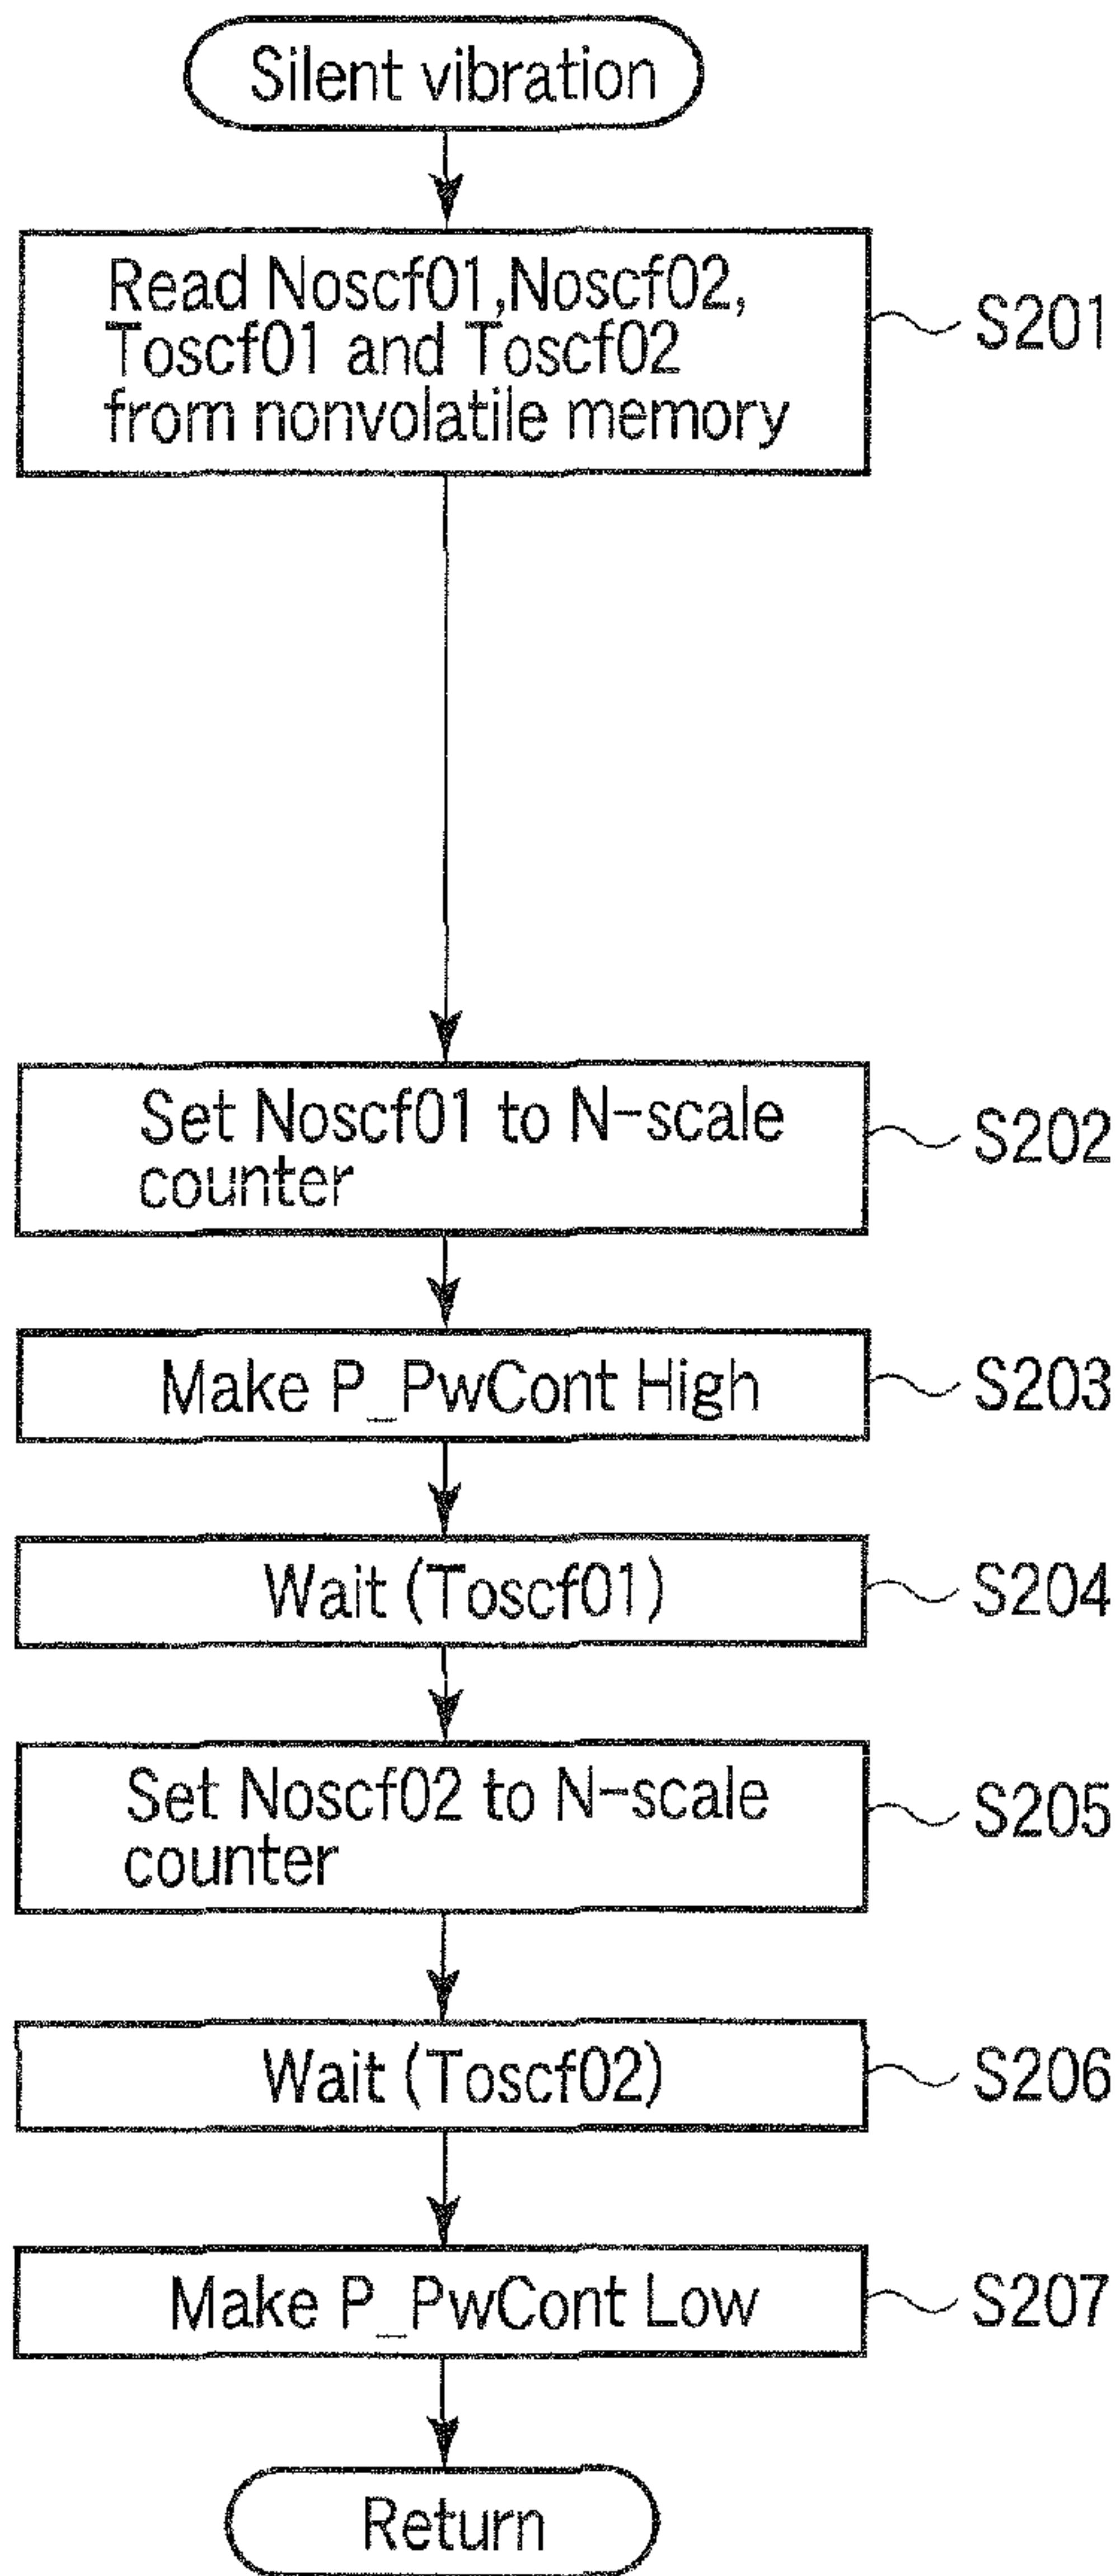 Silent vibration
Read Noscf01,Noscf02,
Toscf01 and Toscf02
from nonvolatile memory
S201
Set Noscf01 to N-scale
counter
S202
Make P_PwCont High
S203
Wait (Toscf01)
S204
Set Noscf02 to N-scale
counter
S205
Wait (Toscf02)
S206
Make P_PwCont Low
S207
Return